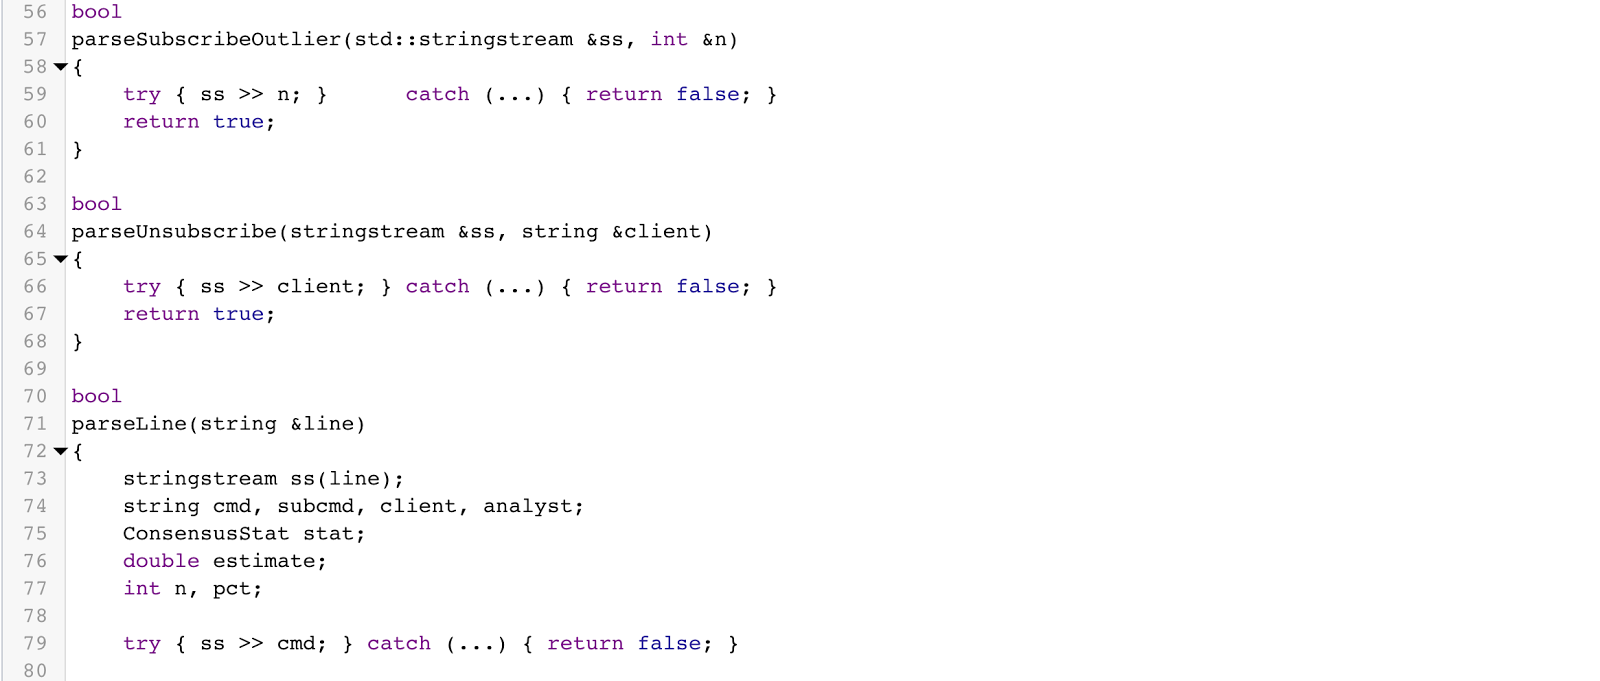 56 bool
57 parseSubscribeOutlier(std::stringstream &ss, int &n)
58 {
59     try { ss >> n; }      catch (...) { return false; }
60     return true;
61 }
62
63 bool
64 parseUnsubscribe(stringstream &ss, string &client)
65 {
66     try { ss >> client; } catch (...) { return false; }
67     return true;
68 }
69
70 bool
71 parseLine(string &line)
72 {
73     stringstream ss(line);
74     string cmd, subcmd, client, analyst;
75     ConsensusStat stat;
76     double estimate;
77     int n, pct;
78
79     try { ss >> cmd; } catch (...) { return false; }
80